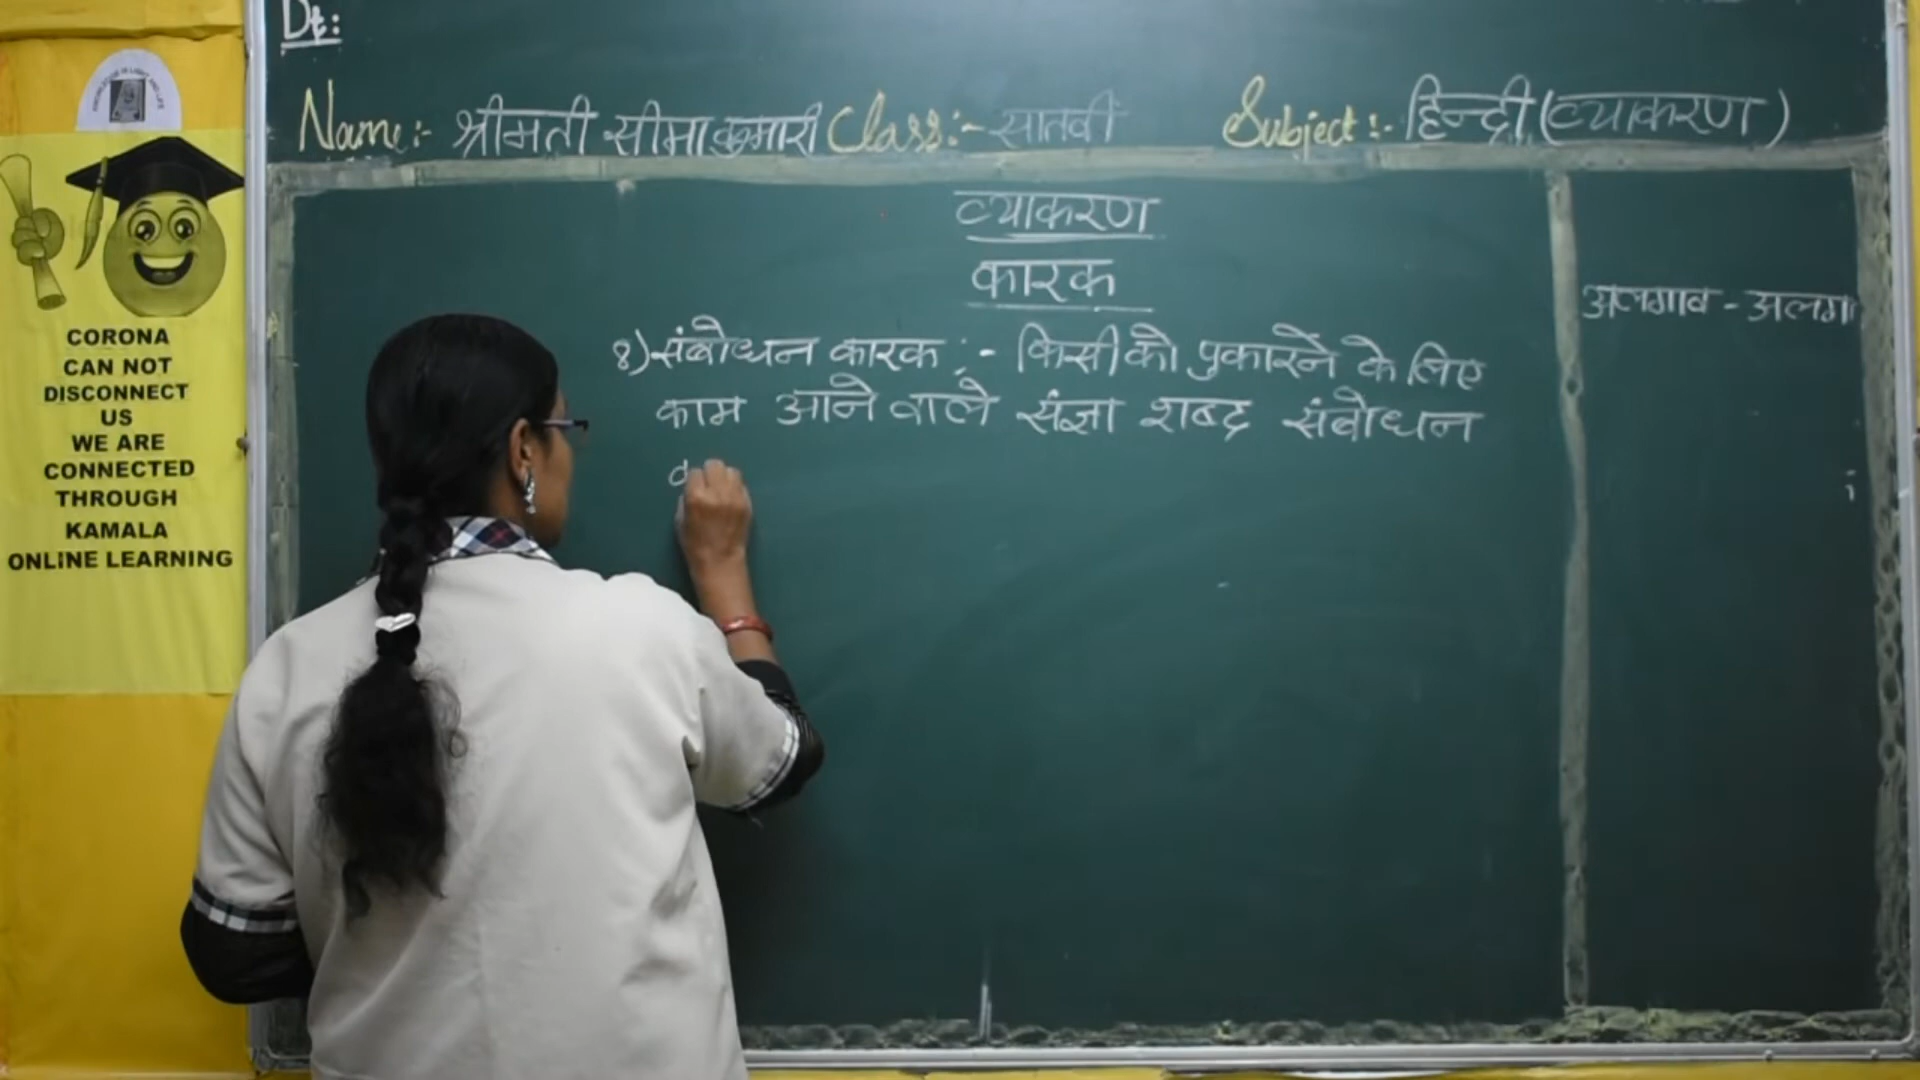 Dt:
Name:- श्रीमती सीमा कुमारी Class:- सातवीं Subject:- हिन्दी (व्याकरण)
व्याकरण
कारक
8) संबोधन कारक :- किसी को पुकारने के लिए
काम आने वाले संज्ञा शब्द संबोधन
अलगाव - अलग
CORONA
CAN NOT
DISCONNECT
US
WE ARE
CONNECTED
THROUGH
KAMALA
ONLINE LEARNING